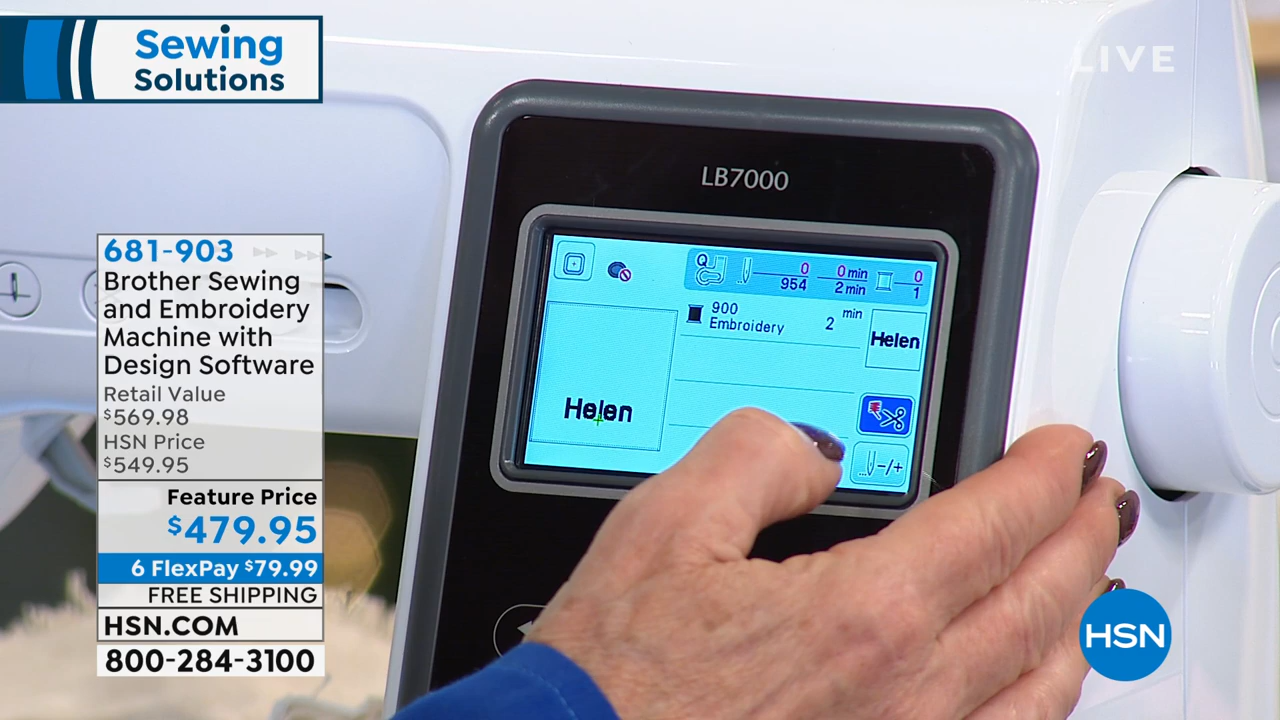 Sewing
Solutions
LIVE
681-903
Brother Sewing
and Embroidery
Machine with
Design Software
Retail Value
$569.98
HSN Price
$549.95
Feature Price
$479.95
6 FlexPay $79.99
FREE SHIPPING
HSN.COM
800-284-3100
LB7000
Q
0
954
0 min
2 min
0
1
900
Embroidery
2 min
Helen
Helen
-/+
HSN